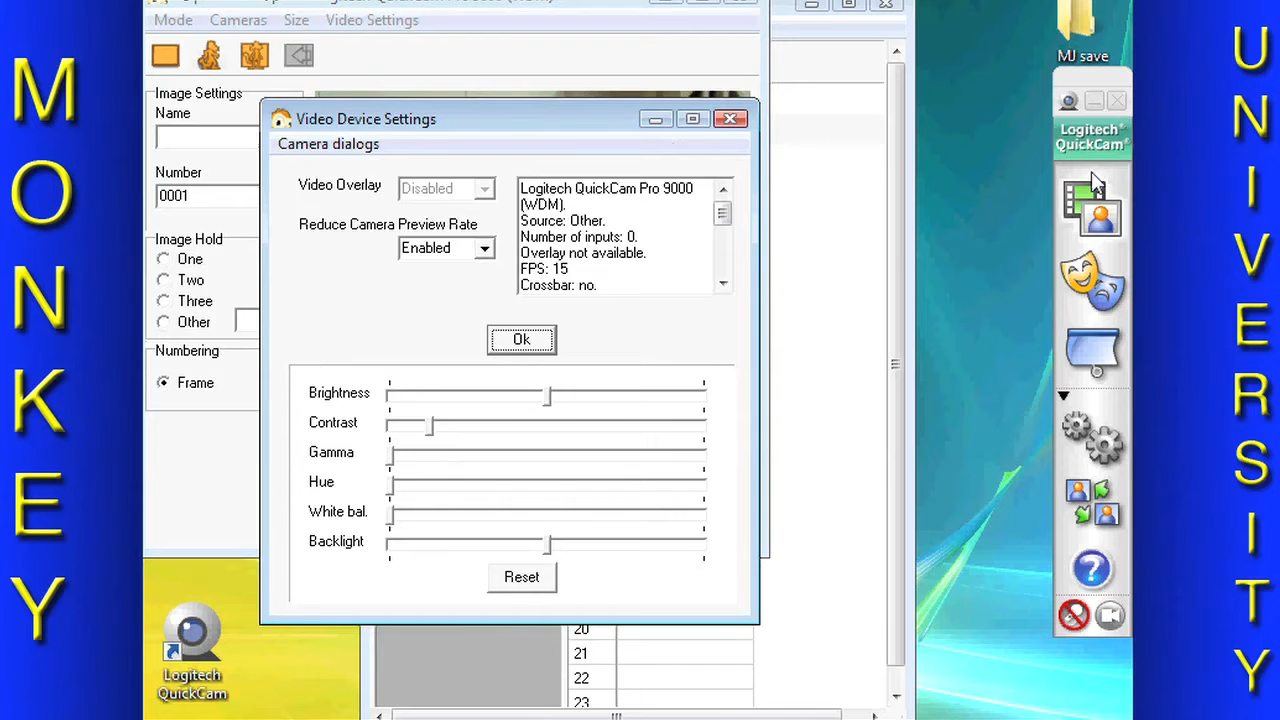 MONKEY
Mode Cameras Size Video Settings
Image Settings
Name
Number
0001
Image Hold
One
Two
Three
Other
Numbering
Frame
Video Device Settings
Camera dialogs
Video Overlay
Disabled
Reduce Camera Preview Rate
Enabled
Logitech QuickCam Pro 9000
(WDM).
Source: Other.
Number of inputs: 0.
Overlay not available.
FPS: 15
Crossbar: no.
Ok
Brightness
Contrast
Gamma
Hue
White bal.
Backlight
Reset
Logitech
QuickCam
20
21
22
23
MJ save
Logitech®
QuickCam®
UNIVERSITY